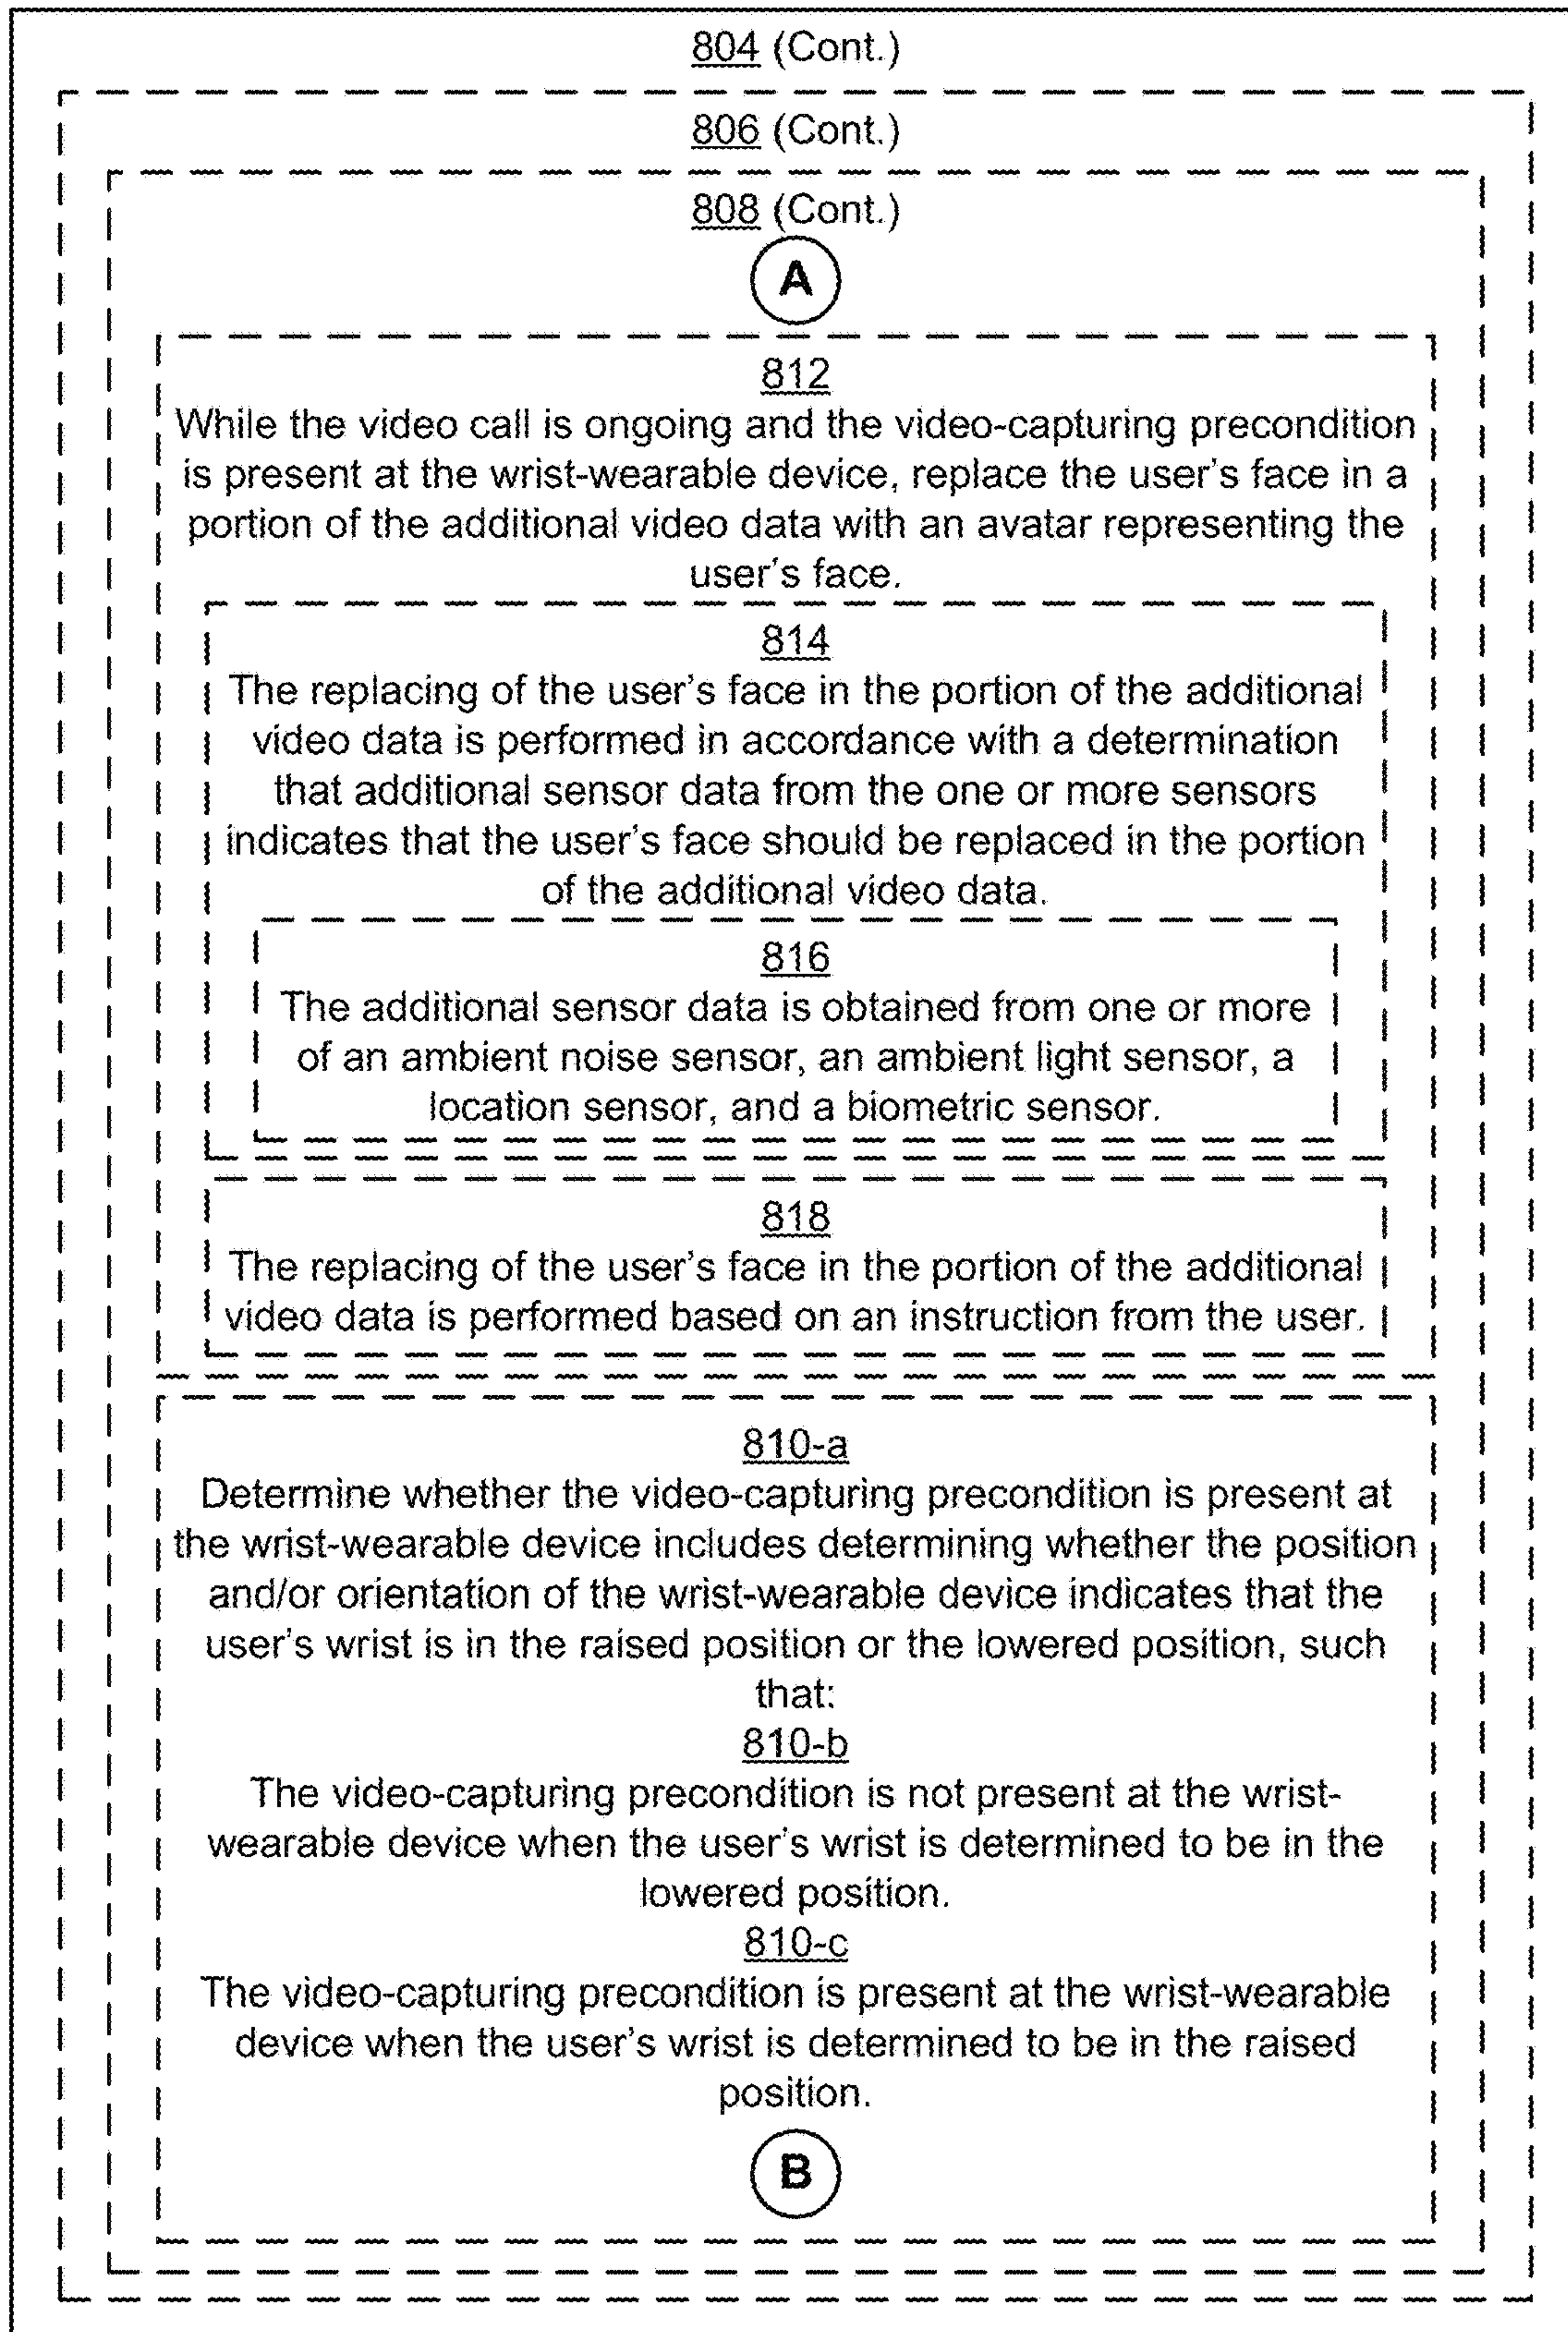 804 (Cont.)
806 (Cont.)
808 (Cont.)
A
812
While the video call is ongoing and the video-capturing precondition
is present at the wrist-wearable device, replace the user's face in a
portion of the additional video data with an avatar representing the
user's face.
814
The replacing of the user's face in the portion of the additional
video data is performed in accordance with a determination
that additional sensor data from the one or more sensors
indicates that the user's face should be replaced in the portion
of the additional video data.
816
The additional sensor data is obtained from one or more
of an ambient noise sensor, an ambient light sensor, a
location sensor, and a biometric sensor.
818
The replacing of the user's face in the portion of the additional
video data is performed based on an instruction from the user.
810-a
Determine whether the video-capturing precondition is present at
the wrist-wearable device includes determining whether the position
and/or orientation of the wrist-wearable device indicates that the
user's wrist is in the raised position or the lowered position, such
that:
810-b
The video-capturing precondition is not present at the wrist-
wearable device when the user's wrist is determined to be in the
lowered position.
810-c
The video-capturing precondition is present at the wrist-wearable
device when the user's wrist is determined to be in the raised
position.
B